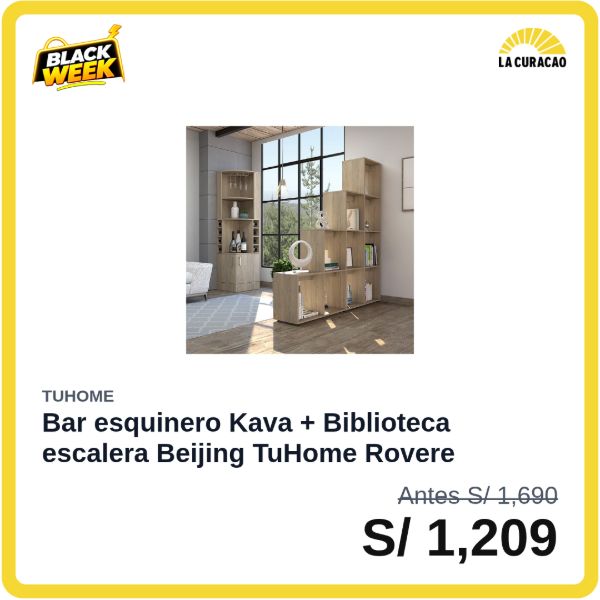 BLACK
WEEK
LA CURACAO
TUHOME
Bar esquinero Kava + Biblioteca
escalera Beijing TuHome Rovere
Antes S/ 1,690
S/ 1,209